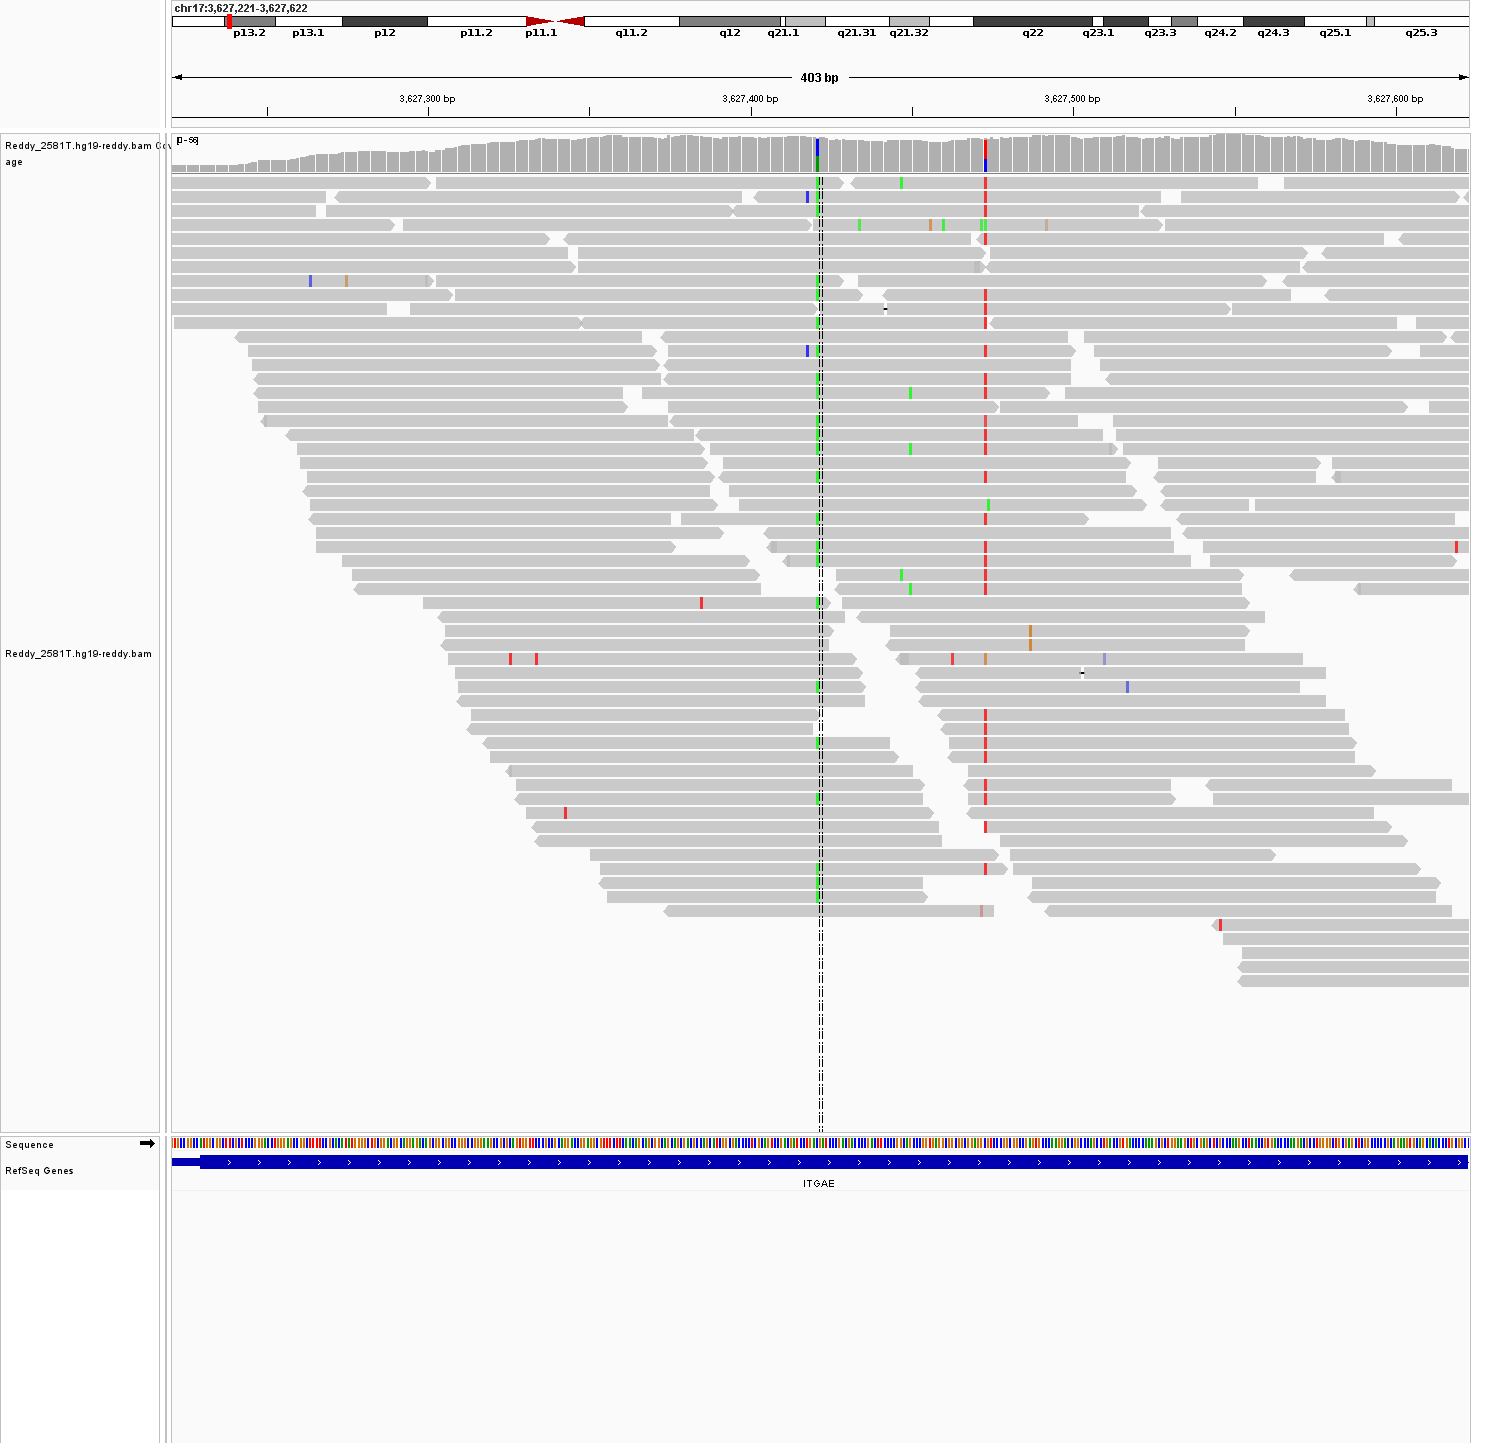 chr17:3,627,221-3,627,622
p13.2 p13.1 p12 p11.2 p11.1 q11.2 q12 q21.1 q21.31 q21.32 q22 q23.1 q23.3 q24.2 q24.3 q25.1 q25.3
403 bp
3,627,300 bp 3,627,400 bp 3,627,500 bp 3,627,600 bp
Reddy_2581T.hg19-reddy.bam Cov
age
[0 - 56]
Reddy_2581T.hg19-reddy.bam
Sequence
RefSeq Genes
ITGAE